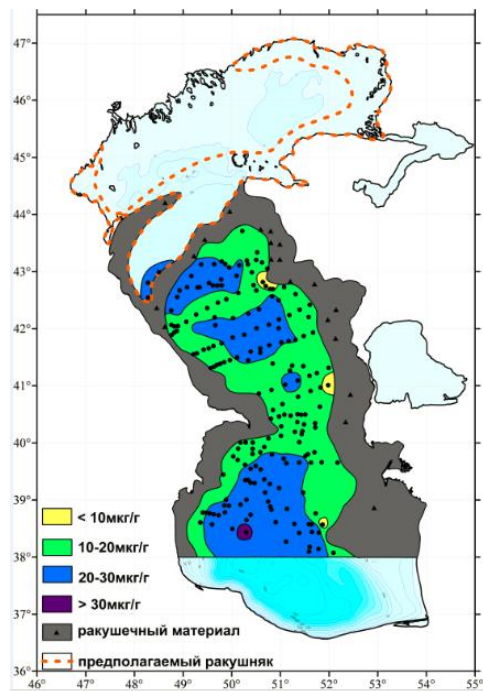 47°
46°
45°
44°
43°
42°
41°
40°
39°
38°
37°
36°
< 10мкг/г
10-20мкг/г
20-30мкг/г
> 30мкг/г
ракушечный материал
предполагаемый ракушняк
46° 47° 48° 49° 50° 51° 52° 53° 54° 55°